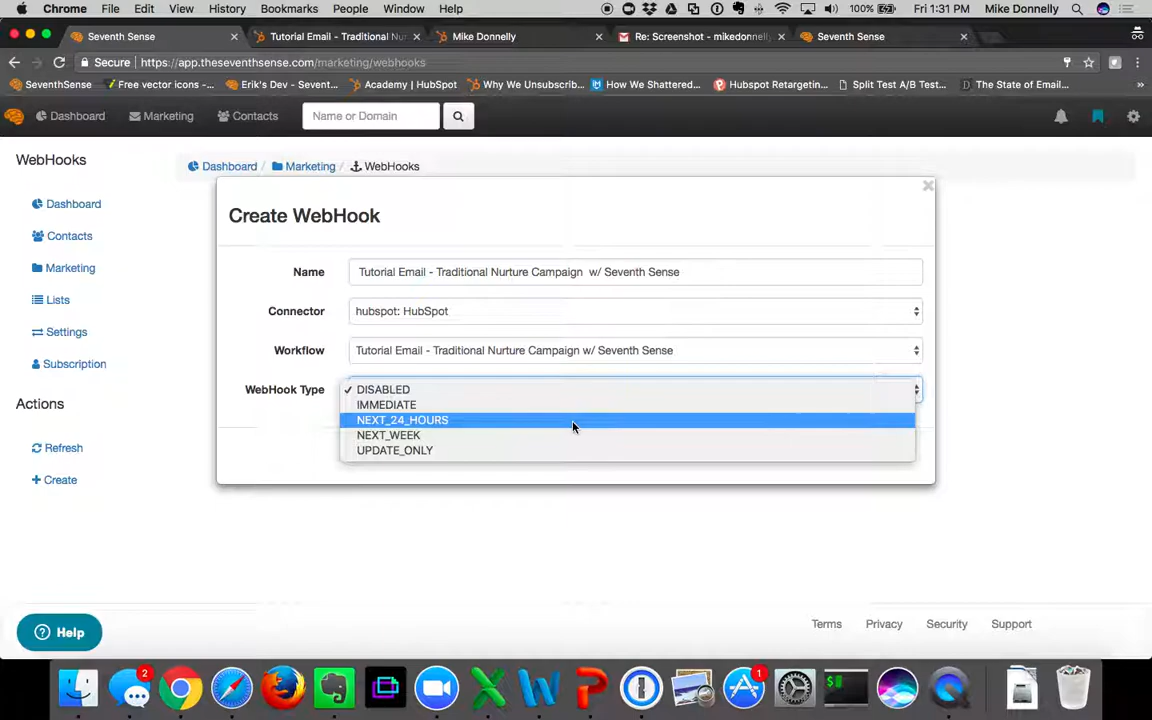 Chrome File Edit View History Bookmarks People Window Help 100% Fri 1:31 PM Mike Donnelly
Seventh Sense Tutorial Email - Traditional Nu Mike Donnelly Re: Screenshot - mikedonnelly Seventh Sense
Secure https://app.theseventhsense.com/marketing/webhooks
SeventhSense Free vector icons -... Erik's Dev - Sevent... Academy | HubSpot Why We Unsubscrib... How We Shattered... Hubspot Retargetin... Split Test A/B Test... The State of Email... »
Dashboard Marketing Contacts Name or Domain
WebHooks
Dashboard / Marketing / WebHooks
Dashboard
Contacts
Marketing
Lists
Settings
Subscription
Actions
Refresh
Create
Create WebHook
Name Tutorial Email - Traditional Nurture Campaign w/ Seventh Sense
Connector hubspot: HubSpot
Workflow Tutorial Email - Traditional Nurture Campaign w/ Seventh Sense
WebHook Type ✓ DISABLED
IMMEDIATE
NEXT_24_HOURS
NEXT_WEEK
UPDATE_ONLY
Terms Privacy Security Support
Help
2
1